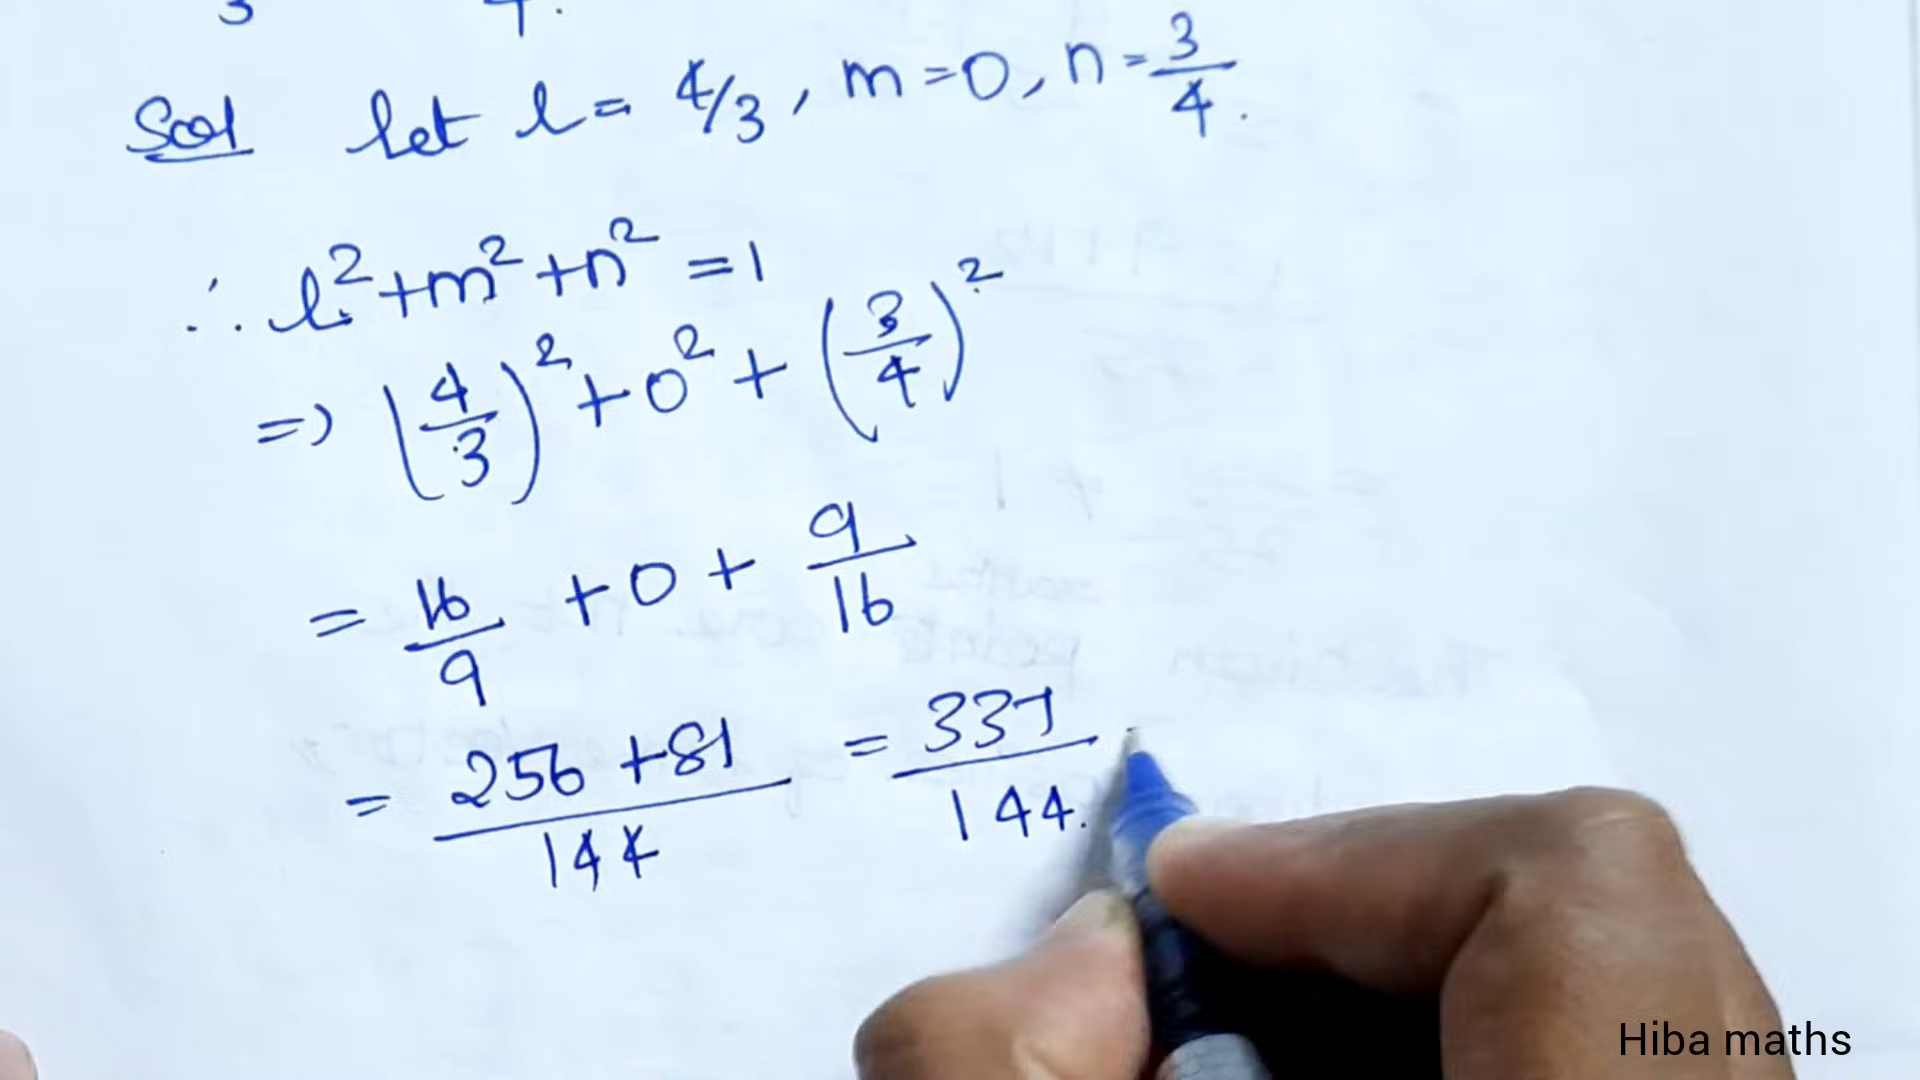 Sol let l = 4/3, m = 0, n = 3/4.
∴ l² + m² + n² = 1
=) (4/3)² + 0² + (3/4)²
= 16/9 + 0 + 9/16
= 256 + 81/144 = 337/144.
Hiba maths